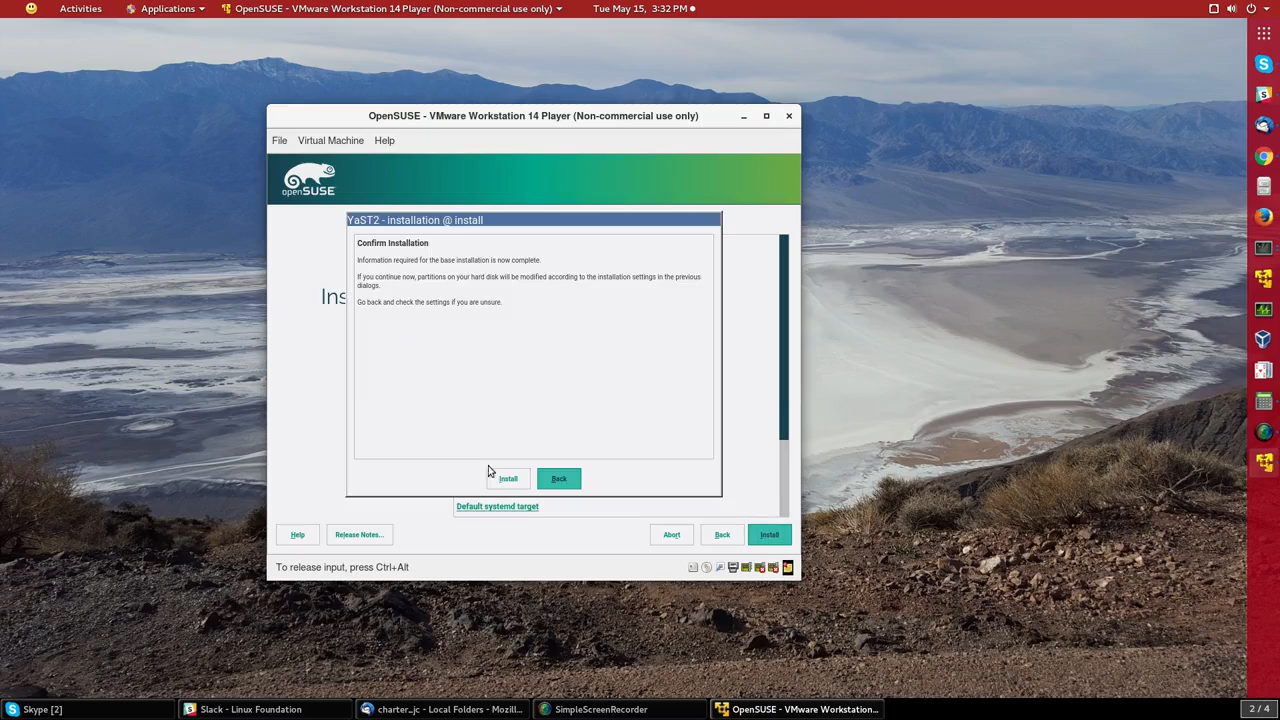 Activities
Applications
OpenSUSE - VMware Workstation 14 Player (Non-commercial use only)
Tue May 15, 3:32 PM
OpenSUSE - VMware Workstation 14 Player (Non-commercial use only)
File Virtual Machine Help
openSUSE
YaST2 - installation @ install
Confirm Installation
Information required for the base installation is now complete.
If you continue now, partitions on your hard disk will be modified according to the installation settings in the previous
dialogs.
Go back and check the settings if you are unsure.
Ins
Install Back
Default systemd target
Help Release Notes... Abort Back Install
To release input, press Ctrl+Alt
Skype [2]
Slack - Linux Foundation
charter_jc - Local Folders - Mozill...
SimpleScreenRecorder
OpenSUSE - VMware Workstation...
2 / 4